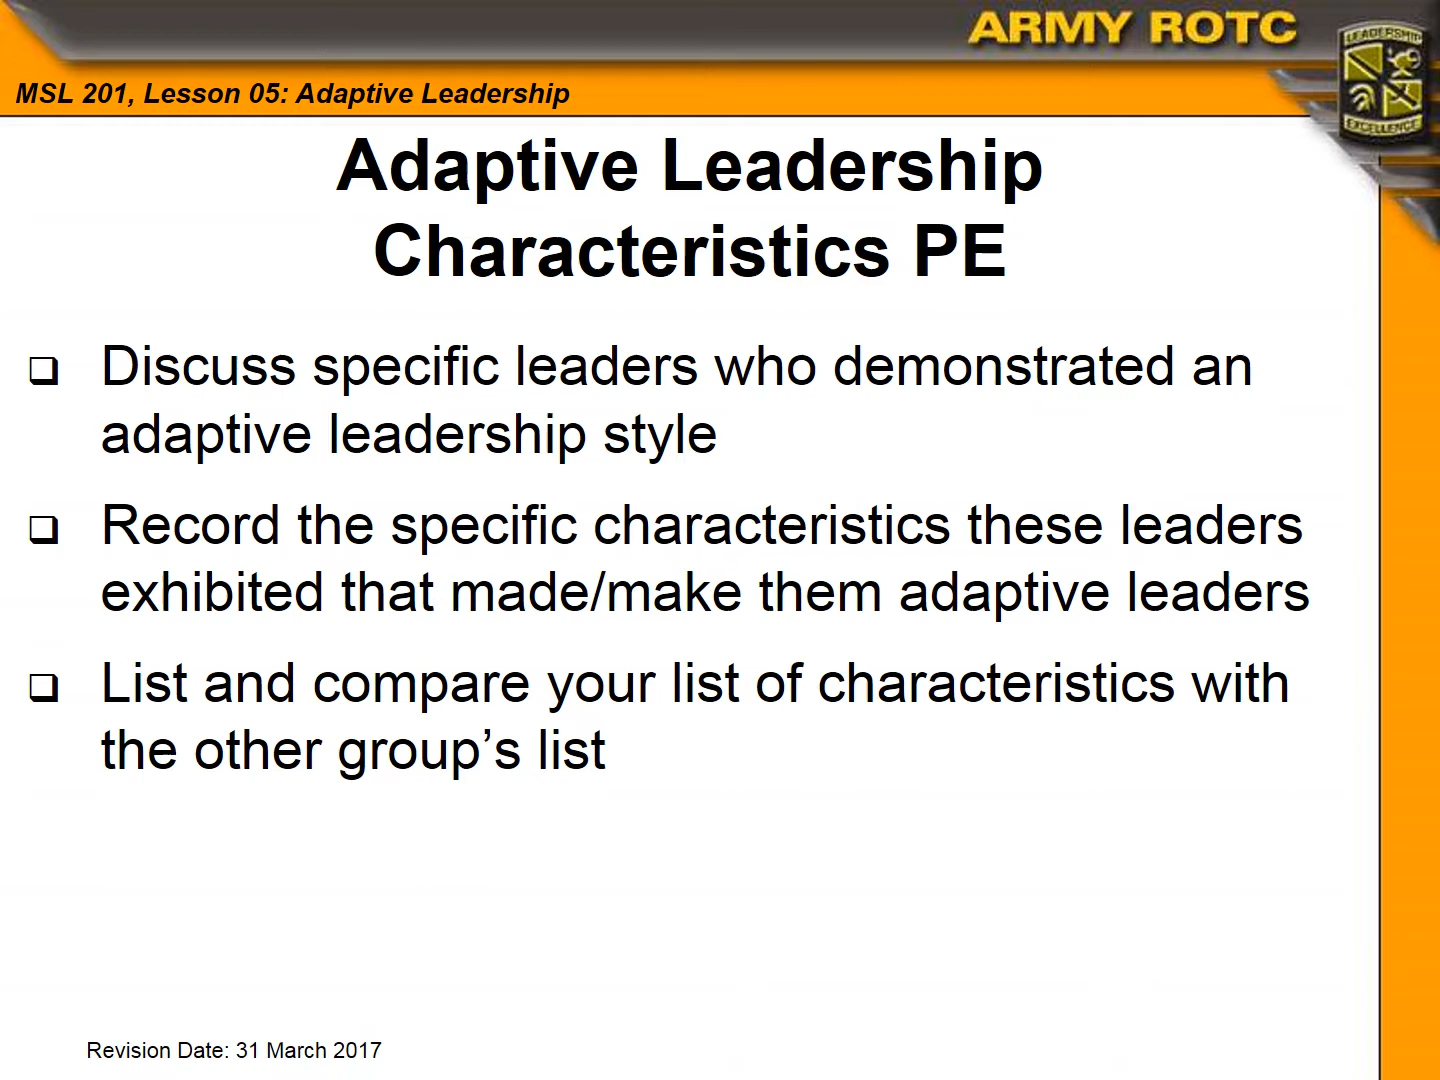 ARMY ROTC
LEADERSHIP
EXCELLENCE
MSL 201, Lesson 05: Adaptive Leadership
Adaptive Leadership
Characteristics PE
❑ Discuss specific leaders who demonstrated an
adaptive leadership style
❑ Record the specific characteristics these leaders
exhibited that made/make them adaptive leaders
❑ List and compare your list of characteristics with
the other group’s list
Revision Date: 31 March 2017